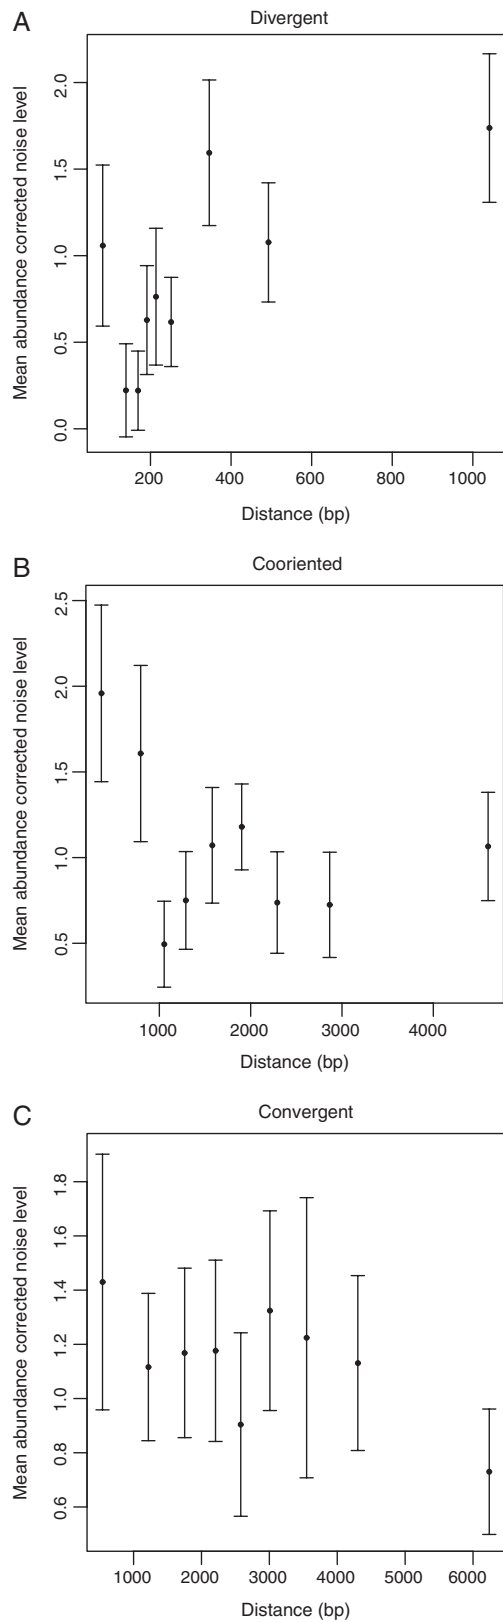 A
Divergent
Mean abundance corrected noise level
2.0
1.5
1.0
0.5
0.0
200 400 600 800 1000
Distance (bp)
B
Cooriented
Mean abundance corrected noise level
2.5
2.0
1.5
1.0
0.5
1000 2000 3000 4000
Distance (bp)
C
Convergent
Mean abundance corrected noise level
1.8
1.6
1.4
1.2
1.0
0.8
0.6
1000 2000 3000 4000 5000 6000
Distance (bp)